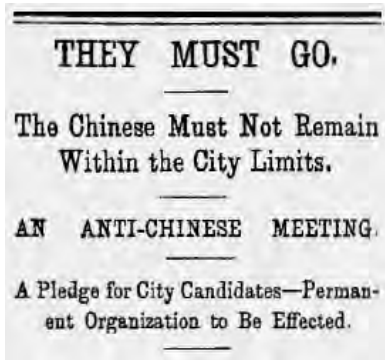 THEY MUST GO.
The Chinese Must Not Remain
Within the City Limits.
AN ANTI-CHINESE MEETING.
A Pledge for City Candidates—Perman-
ent Organization to Be Effected.